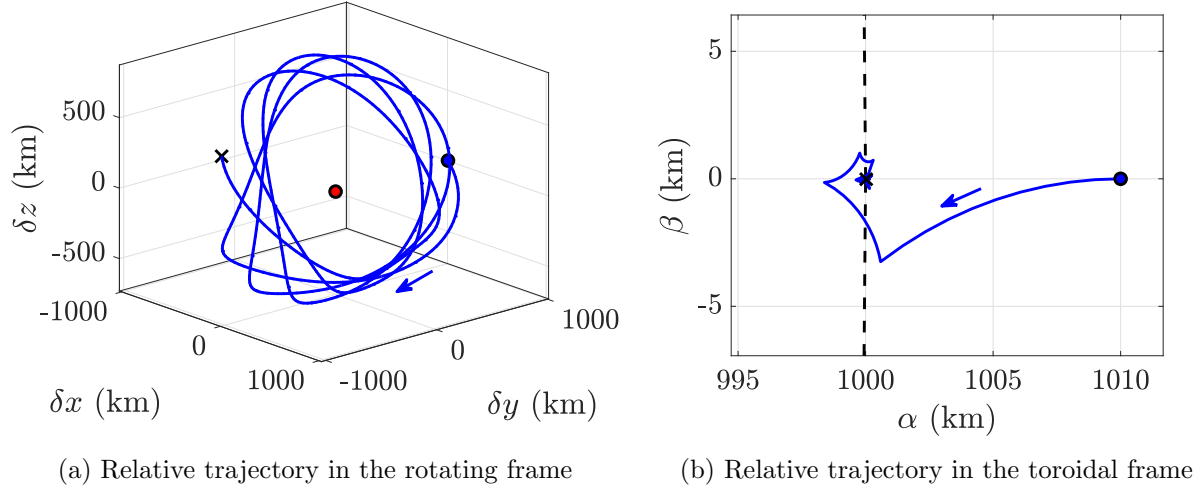 500
0
-500
δz (km)
-1000
0
1000
δx (km)
-1000
0
1000
δy (km)
(a) Relative trajectory in the rotating frame
5
0
-5
β (km)
995
1000
1005
1010
α (km)
(b) Relative trajectory in the toroidal frame